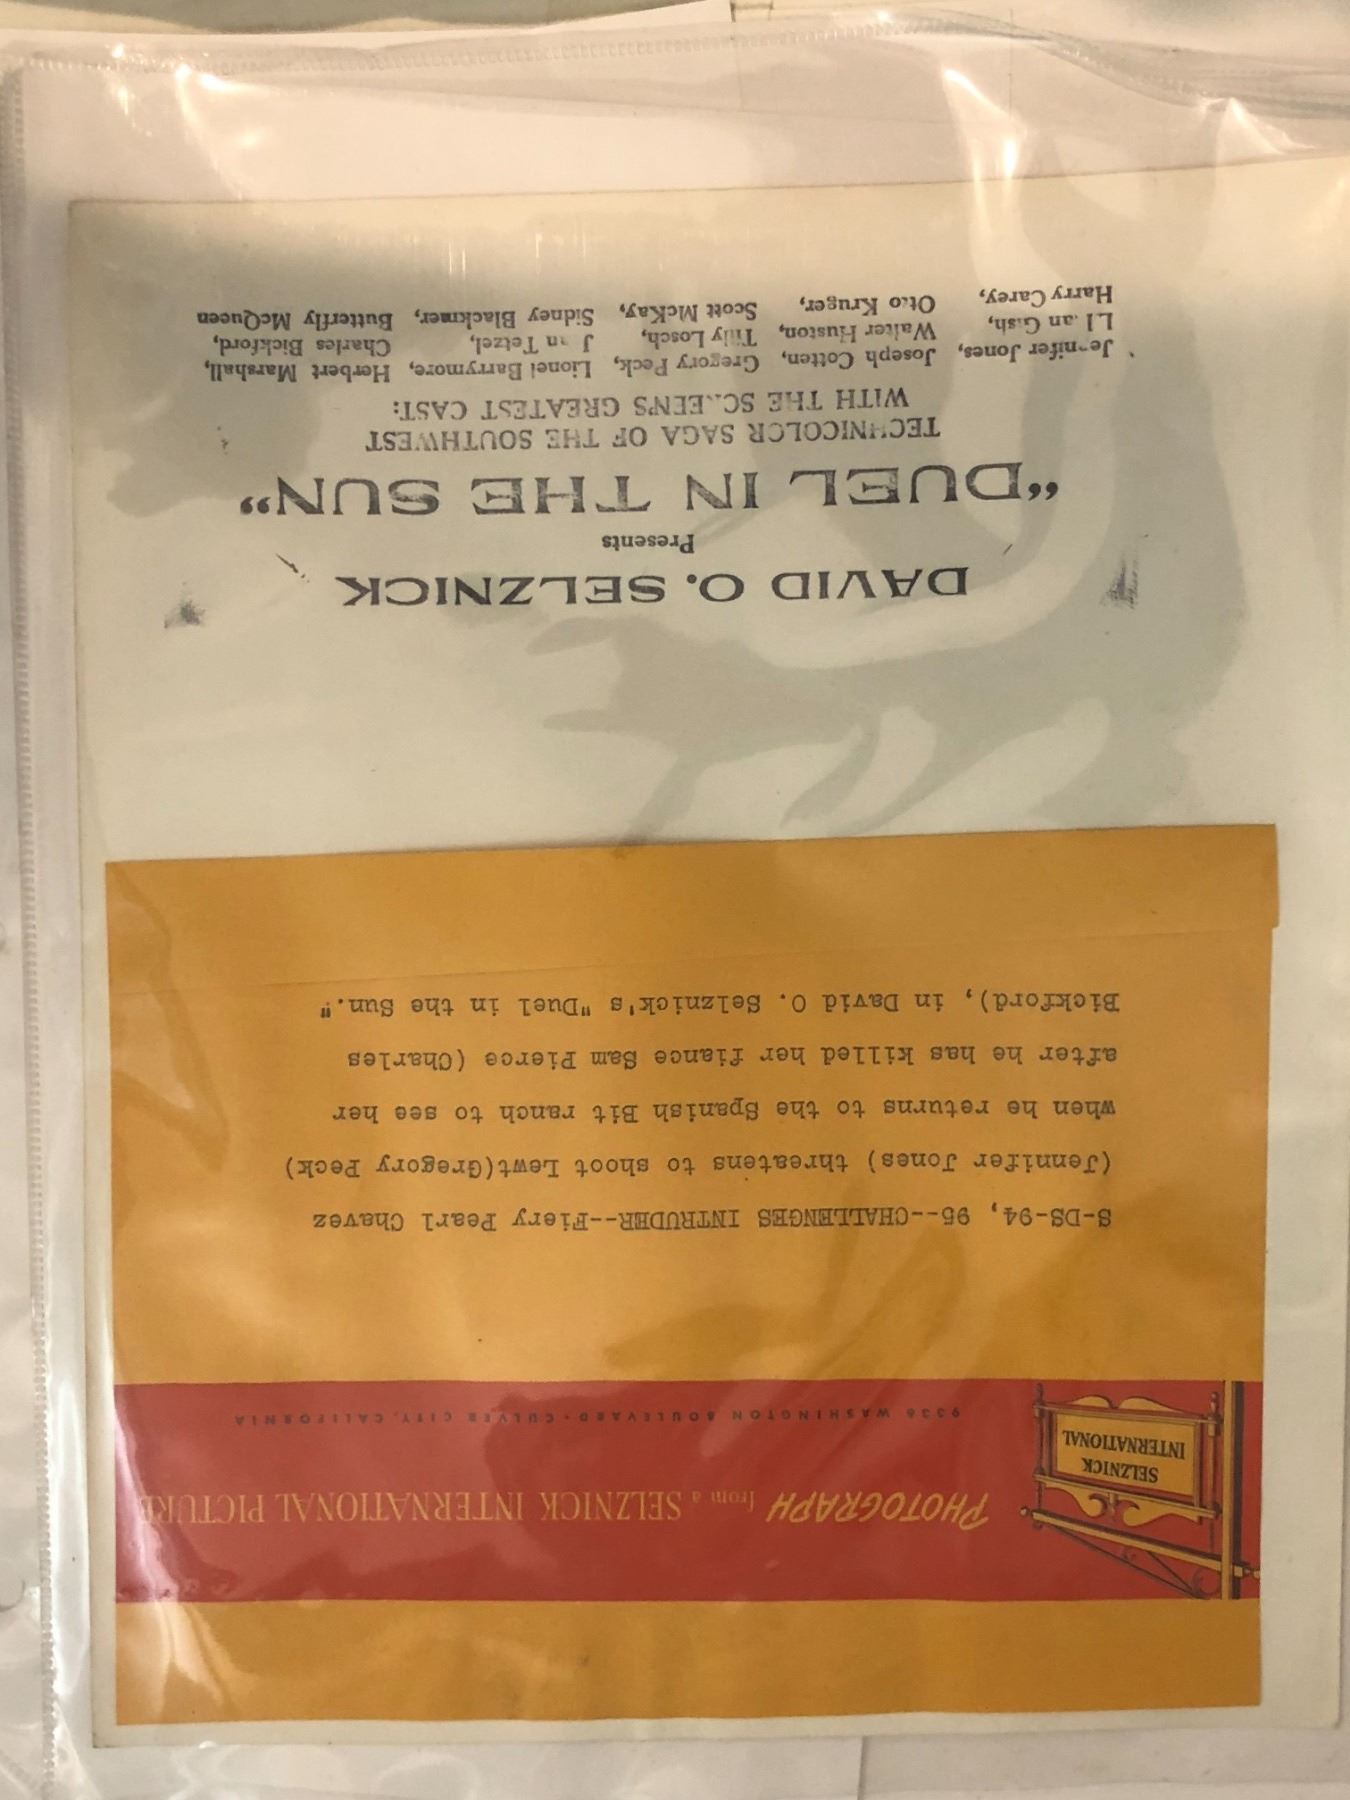 SELZNICK
INTERNATIONAL
PHOTOGRAPH from a SELZNICK INTERNATIONAL PICTURE
9336 WASHINGTON BOULEVARD · CULVER CITY, CALIFORNIA
S-DS-94, 95--CHALLENGES INTRUDER--Fiery Pearl Chavez
(Jennifer Jones) threatens to shoot Lewt(Gregory Peck)
when he returns to the Spanish Bit ranch to see her
after he has killed her fiance Sam Pierce (Charles
Bickford), in David O. Selznick's "Duel in the Sun."
DAVID O. SELZNICK
Presents
“DUEL IN THE SUN”
TECHNICOLOR SAGA OF THE SOUTHWEST
WITH THE SCREENS GREATEST CAST:
Jennifer Jones, Joseph Cotten, Gregory Peck, Lionel Barrymore, Herbert Marshall,
Lillian Gish, Walter Huston, Tilly Losch, Joan Tetzel, Charles Bickford,
Harry Carey, Otto Kruger, Scott McKay, Sidney Blackmer, Butterfly McQueen